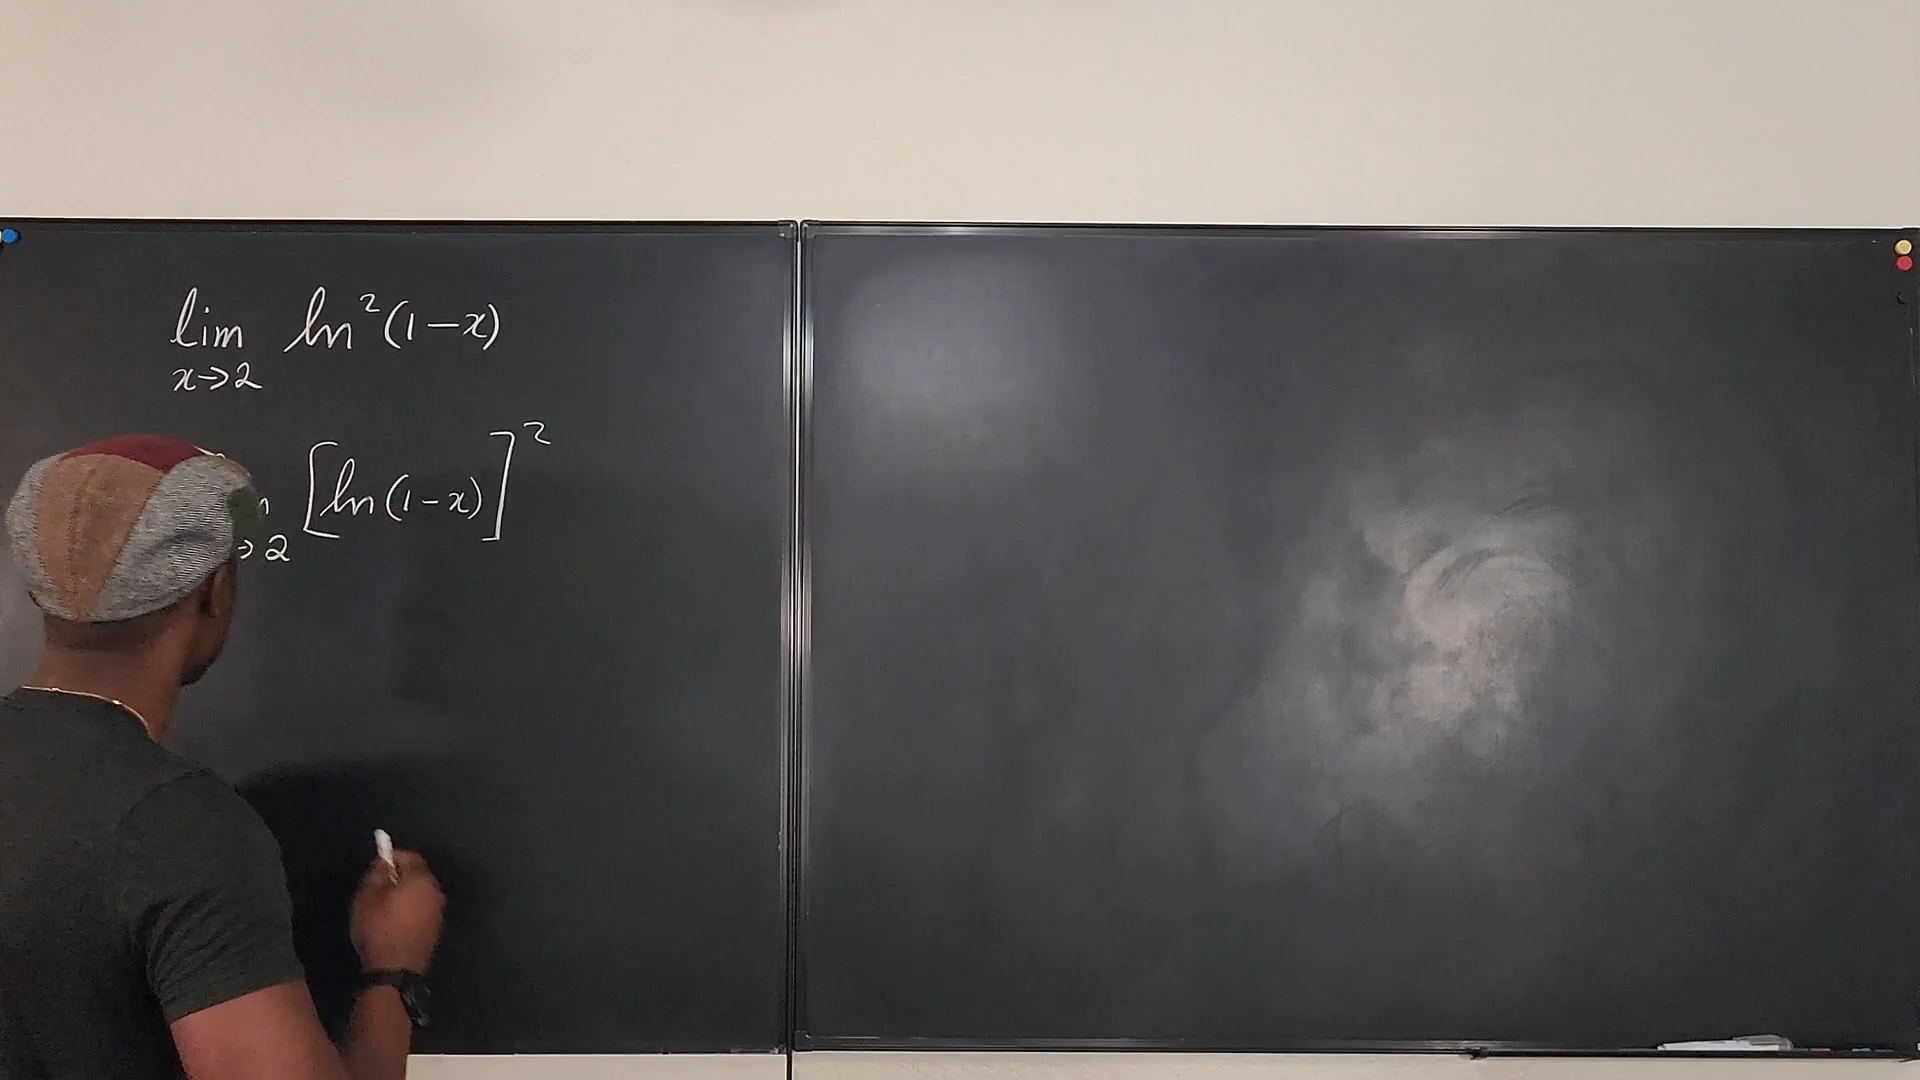 lim ln²(1-x)
x→2
[ln(1-x)]²
→2